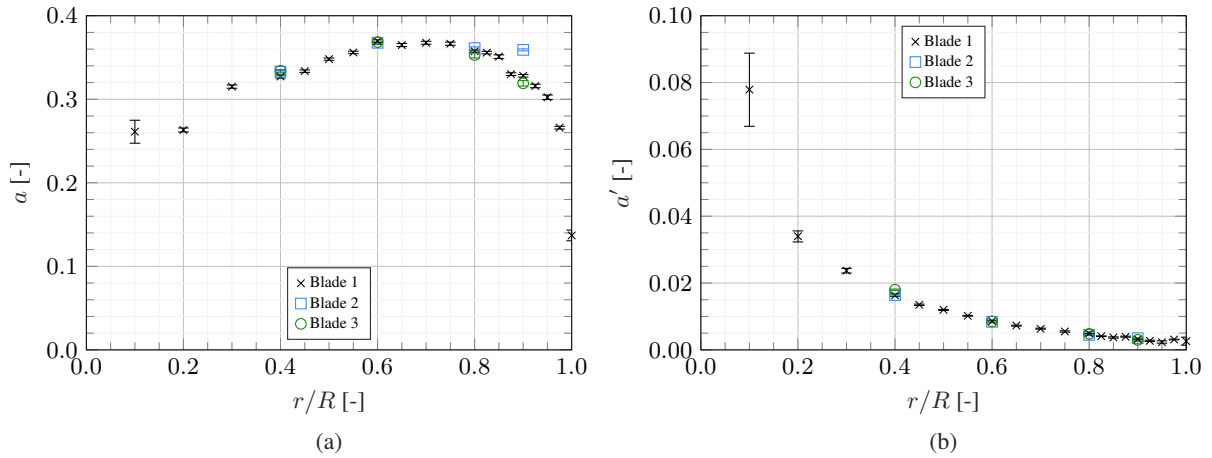 0.4
0.3
0.2
0.1
0.0
a [-]
Blade 1
Blade 2
Blade 3
0.0 0.2 0.4 0.6 0.8 1.0
r/R [-]
(a)
0.10
0.08
0.06
0.04
0.02
0.00
a′ [-]
Blade 1
Blade 2
Blade 3
0.0 0.2 0.4 0.6 0.8 1.0
r/R [-]
(b)